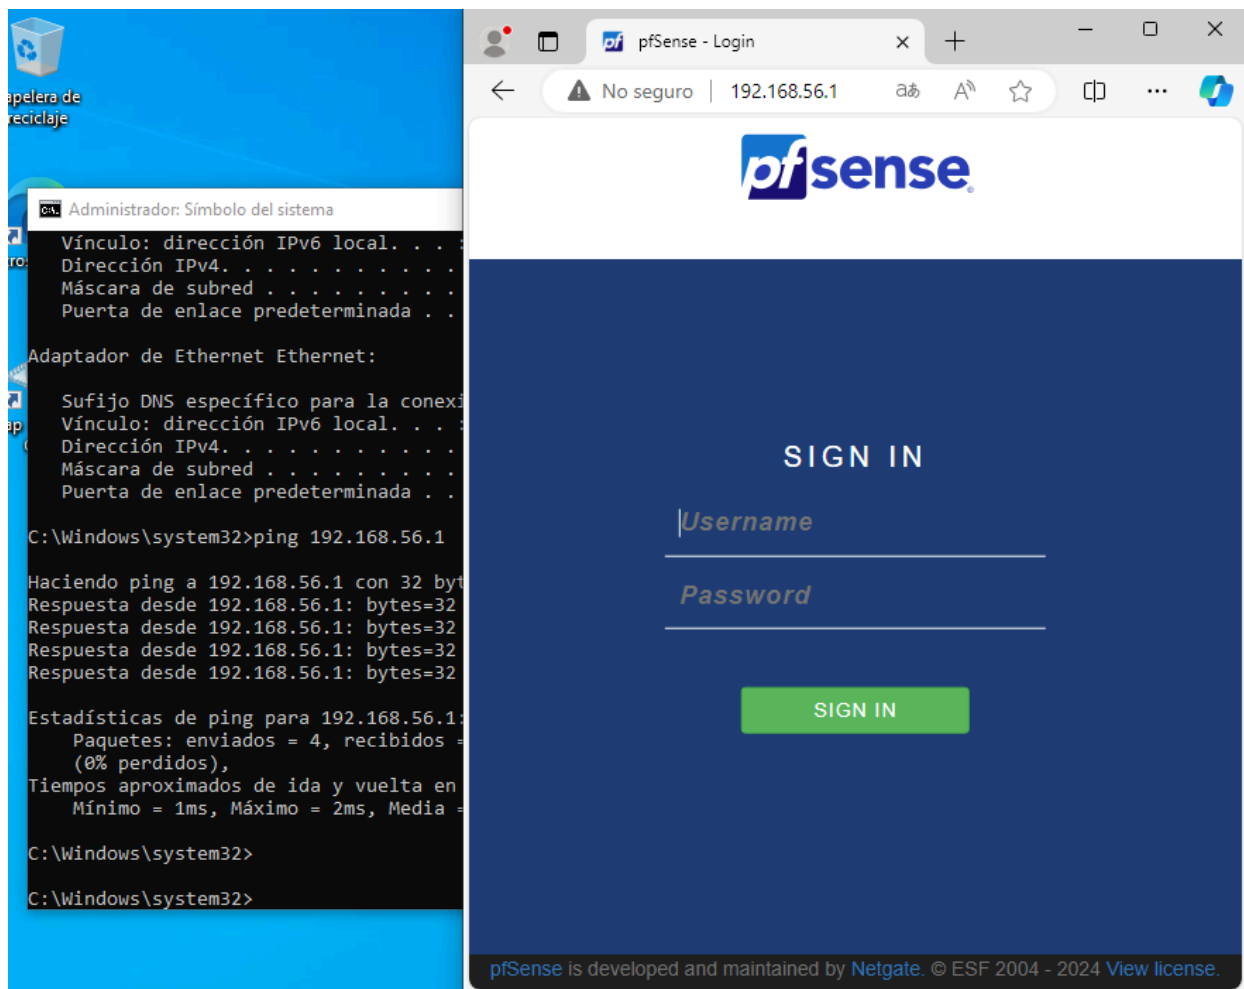 apelera de
reciclaje
Administrador: Símbolo del sistema
Vínculo: dirección IPv6 local. . . :
Dirección IPv4. . . . . . . . . . .
Máscara de subred . . . . . . . . .
Puerta de enlace predeterminada . .
Adaptador de Ethernet Ethernet:
Sufijo DNS específico para la conexi
Vínculo: dirección IPv6 local. . . :
Dirección IPv4. . . . . . . . . . .
Máscara de subred . . . . . . . . .
Puerta de enlace predeterminada . .
C:\Windows\system32>ping 192.168.56.1
Haciendo ping a 192.168.56.1 con 32 byt
Respuesta desde 192.168.56.1: bytes=32
Respuesta desde 192.168.56.1: bytes=32
Respuesta desde 192.168.56.1: bytes=32
Respuesta desde 192.168.56.1: bytes=32
Estadísticas de ping para 192.168.56.1:
Paquetes: enviados = 4, recibidos =
(0% perdidos),
Tiempos aproximados de ida y vuelta en
Mínimo = 1ms, Máximo = 2ms, Media =
C:\Windows\system32>
C:\Windows\system32>
pfSense - Login
No seguro | 192.168.56.1
pfsense
SIGN IN
Username
Password
SIGN IN
pfSense is developed and maintained by Netgate. © ESF 2004 - 2024 View license.